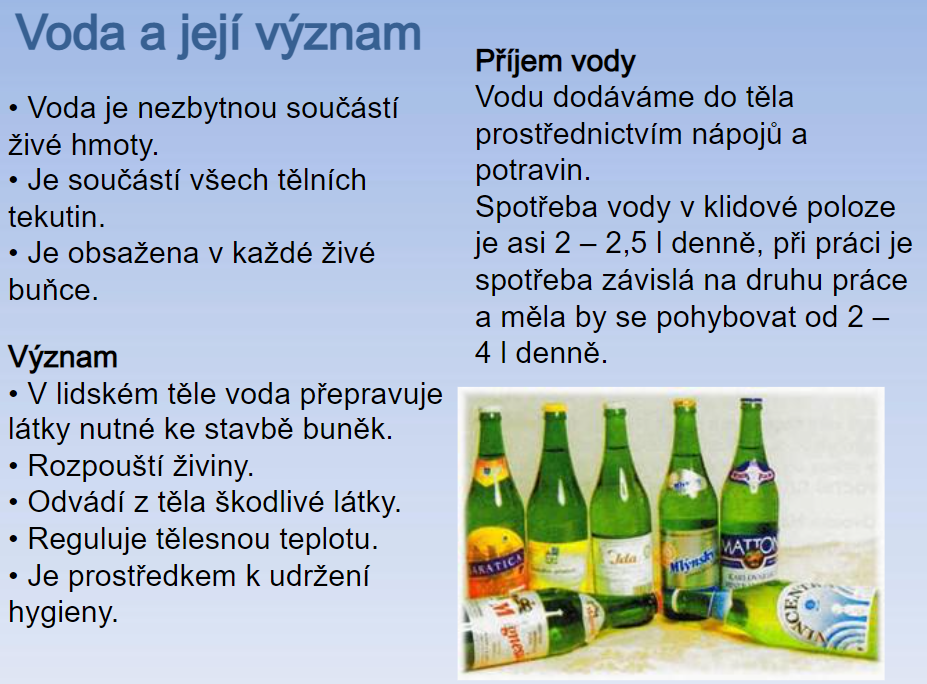 Voda a její význam
• Voda je nezbytnou součástí
živé hmoty.
• Je součástí všech tělních
tekutin.
• Je obsažena v každé živé
buňce.
Význam
• V lidském těle voda přepravuje
látky nutné ke stavbě buněk.
• Rozpouští živiny.
• Odvádí z těla škodlivé látky.
• Reguluje tělesnou teplotu.
• Je prostředkem k udržení
hygieny.
Příjem vody
Vodu dodáváme do těla
prostřednictvím nápojů a
potravin.
Spotřeba vody v klidové poloze
je asi 2 – 2,5 l denně, při práci je
spotřeba závislá na druhu práce
a měla by se pohybovat od 2 –
4 l denně.
ARATICA
Ida
Mlýnský
MATTON
VINCENT